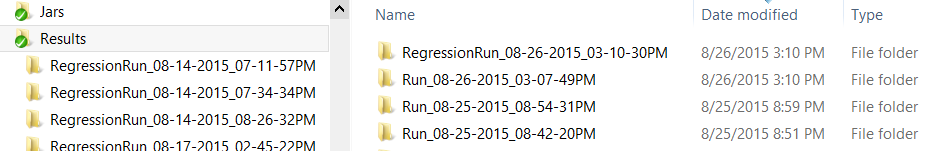 Jars
Results
RegressionRun_08-14-2015_07-11-57PM
RegressionRun_08-14-2015_07-34-34PM
RegressionRun_08-14-2015_08-26-32PM
RegressionRun_08-17-2015_02-45-22PM
Name Date modified Type
RegressionRun_08-26-2015_03-10-30PM 8/26/2015 3:10 PM File folder
Run_08-26-2015_03-07-49PM 8/26/2015 3:10 PM File folder
Run_08-25-2015_08-54-31PM 8/25/2015 8:59 PM File folder
Run_08-25-2015_08-42-20PM 8/25/2015 8:51 PM File folder